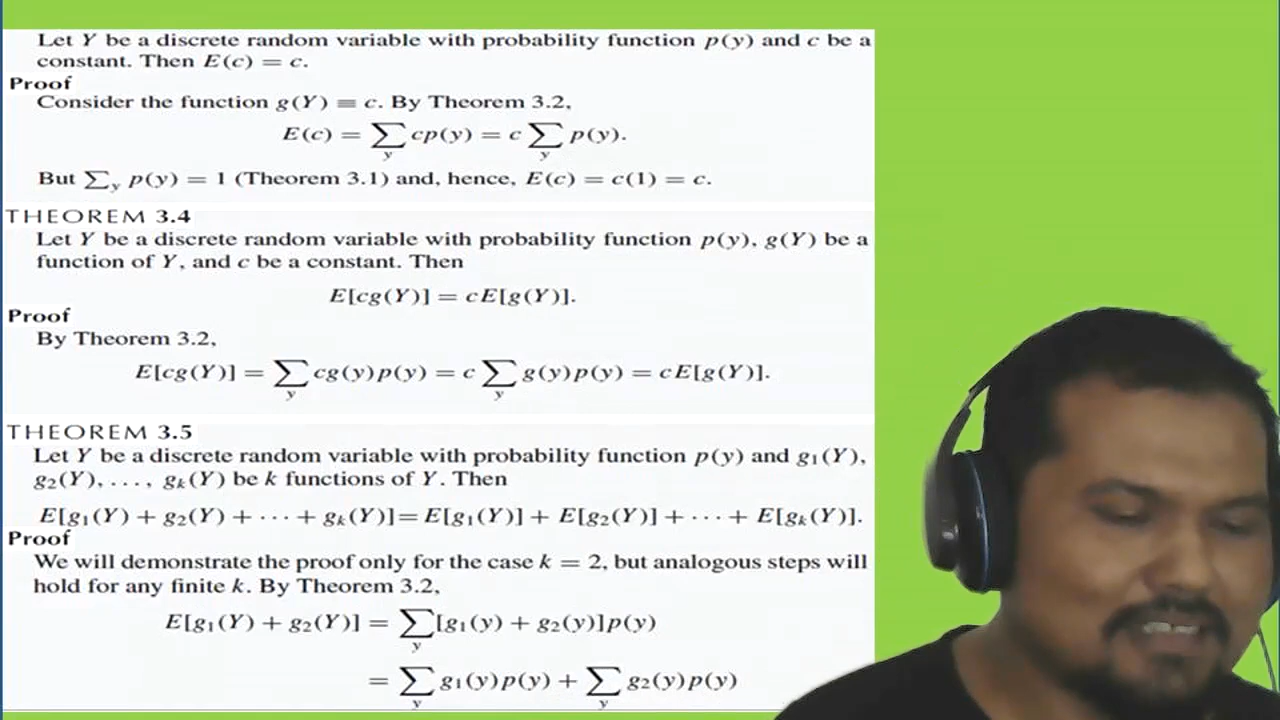 Let Y be a discrete random variable with probability function p(y) and c be a
constant. Then E(c) = c.
Proof
Consider the function g(Y) ≡ c. By Theorem 3.2,
E(c) = ∑_y cp(y) = c ∑_y p(y).
But ∑_y p(y) = 1 (Theorem 3.1) and, hence, E(c) = c(1) = c.
THEOREM 3.4
Let Y be a discrete random variable with probability function p(y), g(Y) be a
function of Y, and c be a constant. Then
E[cg(Y)] = cE[g(Y)].
Proof
By Theorem 3.2,
E[cg(Y)] = ∑_y cg(y)p(y) = c ∑_y g(y)p(y) = cE[g(Y)].
THEOREM 3.5
Let Y be a discrete random variable with probability function p(y) and g₁(Y),
g₂(Y), . . . , gₖ(Y) be k functions of Y. Then
E[g₁(Y) + g₂(Y) + ··· + gₖ(Y)]= E[g₁(Y)] + E[g₂(Y)] + ··· + E[gₖ(Y)].
Proof
We will demonstrate the proof only for the case k = 2, but analogous steps will
hold for any finite k. By Theorem 3.2,
E[g₁(Y) + g₂(Y)] = ∑_y [g₁(y) + g₂(y)]p(y)
= ∑_y g₁(y)p(y) + ∑_y g₂(y)p(y)